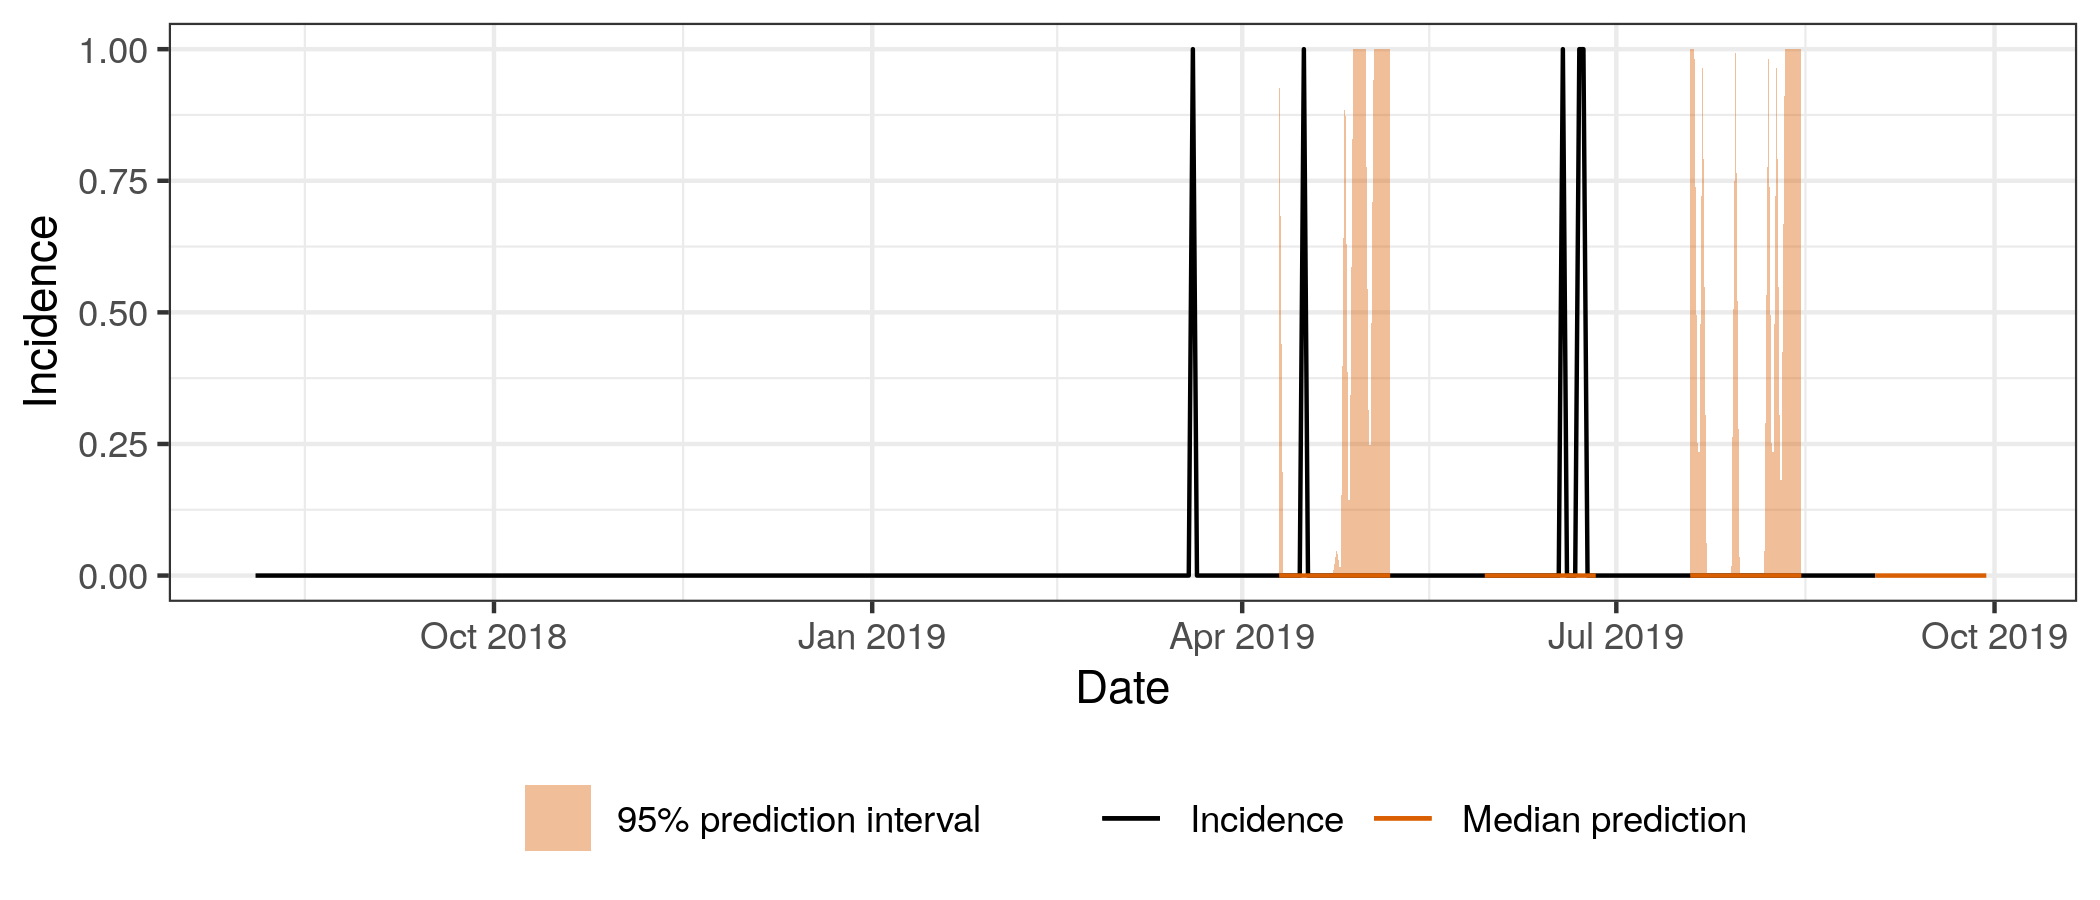 1.00
0.75
0.50
0.25
0.00
Incidence
Oct 2018 Jan 2019 Apr 2019 Jul 2019 Oct 2019
Date
95% prediction interval Incidence Median prediction